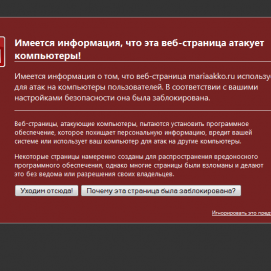 Имеется информация, что эта веб-страница атакует
компьютеры!
Имеется информация о том, что веб-страница mariaakko.ru использу
для атак на компьютеры пользователей. В соответствии с вашими
настройками безопасности она была заблокирована.
Веб-страницы, атакующие компьютеры, пытаются установить программное
обеспечение, которое похищает персональную информацию, вредит вашей
системе или использует ваш компьютер для атак на другие компьютеры.
Некоторые страницы намеренно созданы для распространения вредоносного
программного обеспечения, однако многие страницы были взломаны и делают
это без ведома или разрешения своих владельцев.
Уходим отсюда! Почему эта страница была заблокирована?
Игнорировать это пред